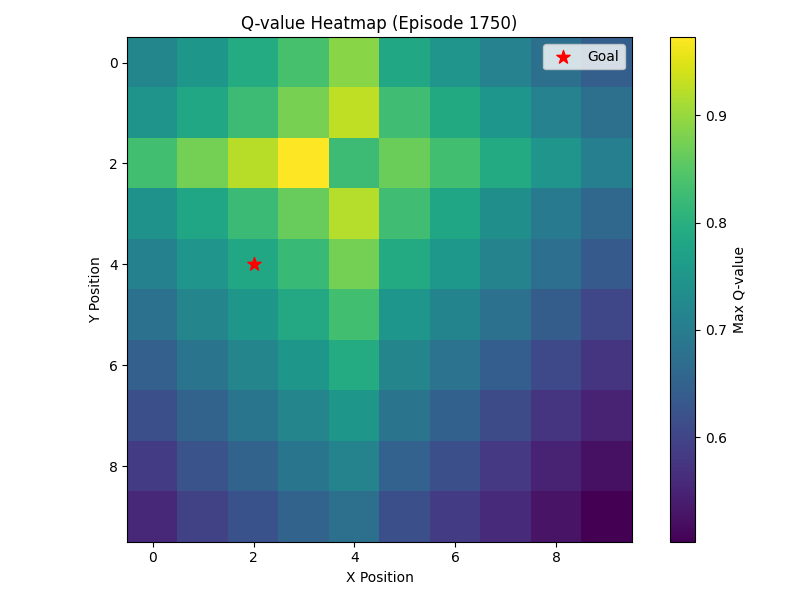 Q-value Heatmap (Episode 1750)
Goal
0
2
4
6
8
Y Position
0 2 4 6 8
X Position
0.9
0.8
0.7
0.6
Max Q-value